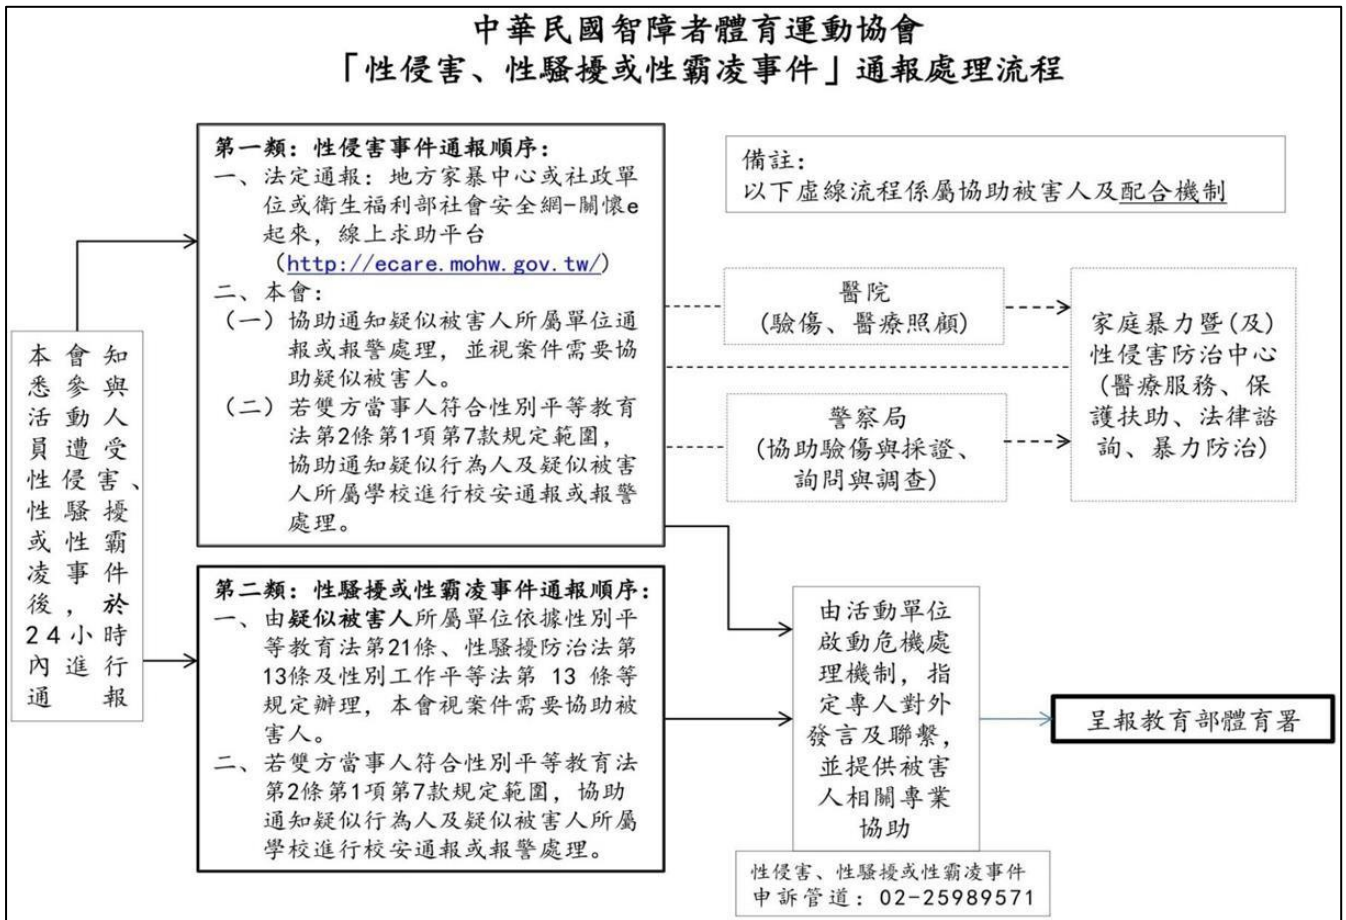 中華民國智障者體育運動協會
「性侵害、性騷擾或性霸凌事件」通報處理流程
本會知
悉參與
活動人
員遭受
性侵害、
性騷擾
或性霸
凌事件
後，於
24小時
內進行
通報
第一類：性侵害事件通報順序：
一、法定通報：地方家暴中心或社政單
位或衛生福利部社會安全網-關懷e
起來，線上求助平台
（http://ecare.mohw.gov.tw/）
二、本會：
（一）協助通知疑似被害人所屬單位通
報或報警處理，並視案件需要協
助疑似被害人。
（二）若雙方當事人符合性別平等教育
法第2條第1項第7款規定範圍，
協助通知疑似行為人及疑似被害
人所屬學校進行校安通報或報警
處理。
第二類：性騷擾或性霸凌事件通報順序：
一、由疑似被害人所屬單位依據性別平
等教育法第21條、性騷擾防治法第
13條及性別工作平等法第 13 條等
規定辦理，本會視案件需要協助被
害人。
二、若雙方當事人符合性別平等教育法
第2條第1項第7款規定範圍，協助
通知疑似行為人及疑似被害人所屬
學校進行校安通報或報警處理。
備註：
以下虛線流程係屬協助被害人及配合機制
醫院
(驗傷、醫療照顧)
警察局
(協助驗傷與採證、
詢問與調查)
家庭暴力暨(及)
性侵害防治中心
(醫療服務、保
護扶助、法律諮
詢、暴力防治)
由活動單位
啟動危機處
理機制，指
定專人對外
發言及聯繫，
並提供被害
人相關專業
協助
呈報教育部體育署
性侵害、性騷擾或性霸凌事件
申訴管道：02-25989571